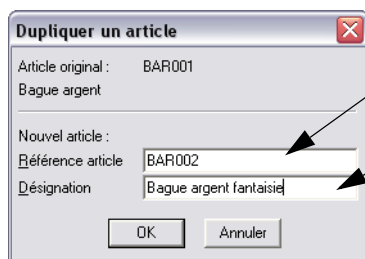 Dupliquer un article
Article original : BAR001
Bague argent
Nouvel article :
Référence article BAR002
Désignation Bague argent fantaisie
OK Annuler